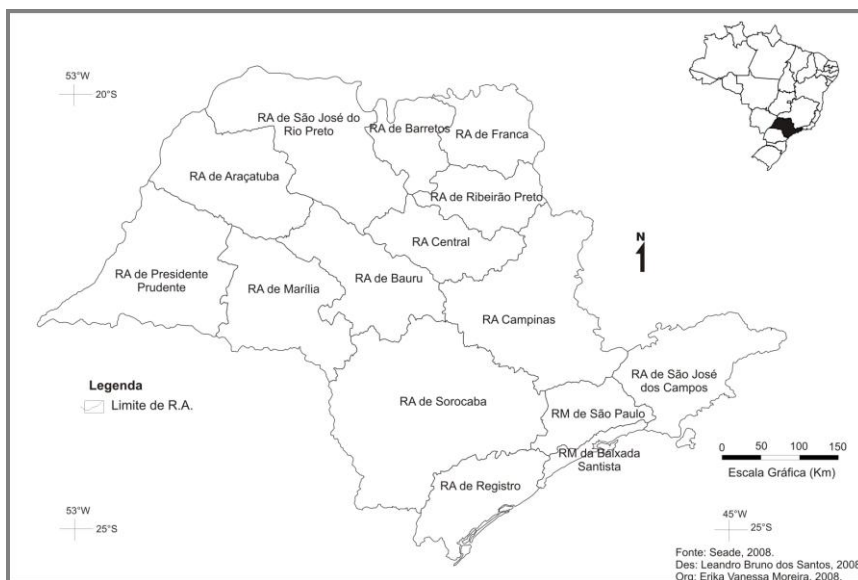 53°W
20°S
RA de São José do
Rio Preto
RA de Barretos
RA de Franca
RA de Araçatuba
RA de Ribeirão Preto
N
RA Central
RA de Presidente
Prudente
RA de Marília
RA de Bauru
RA Campinas
Legenda
Limite de R.A.
RA de Sorocaba
RA de São José
dos Campos
RM de São Paulo
RM da Baixada
Santista
RA de Registro
0 50 100 150
Escala Gráfica (Km)
53°W
25°S
45°W
25°S
Fonte: Seade, 2008.
Des: Leandro Bruno dos Santos, 2008
Org: Erika Vanessa Moreira, 2008.